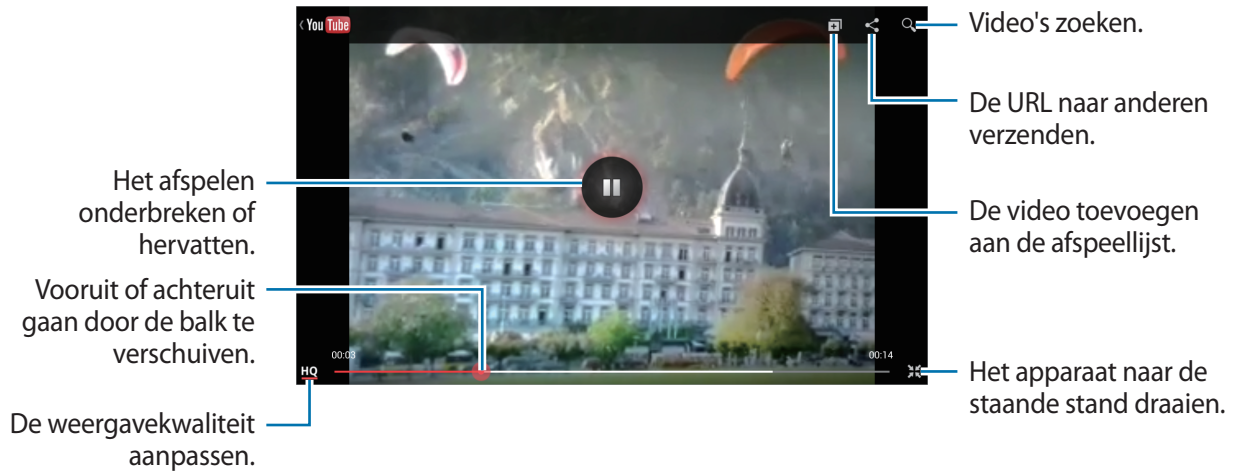 You Tube
Video's zoeken.
De URL naar anderen
verzenden.
Het afspelen
onderbreken of
hervatten.
De video toevoegen
aan de afspeellijst.
Vooruit of achteruit
gaan door de balk te
verschuiven.
00:03
00:14
HQ
Het apparaat naar de
staande stand draaien.
De weergavekwaliteit
aanpassen.